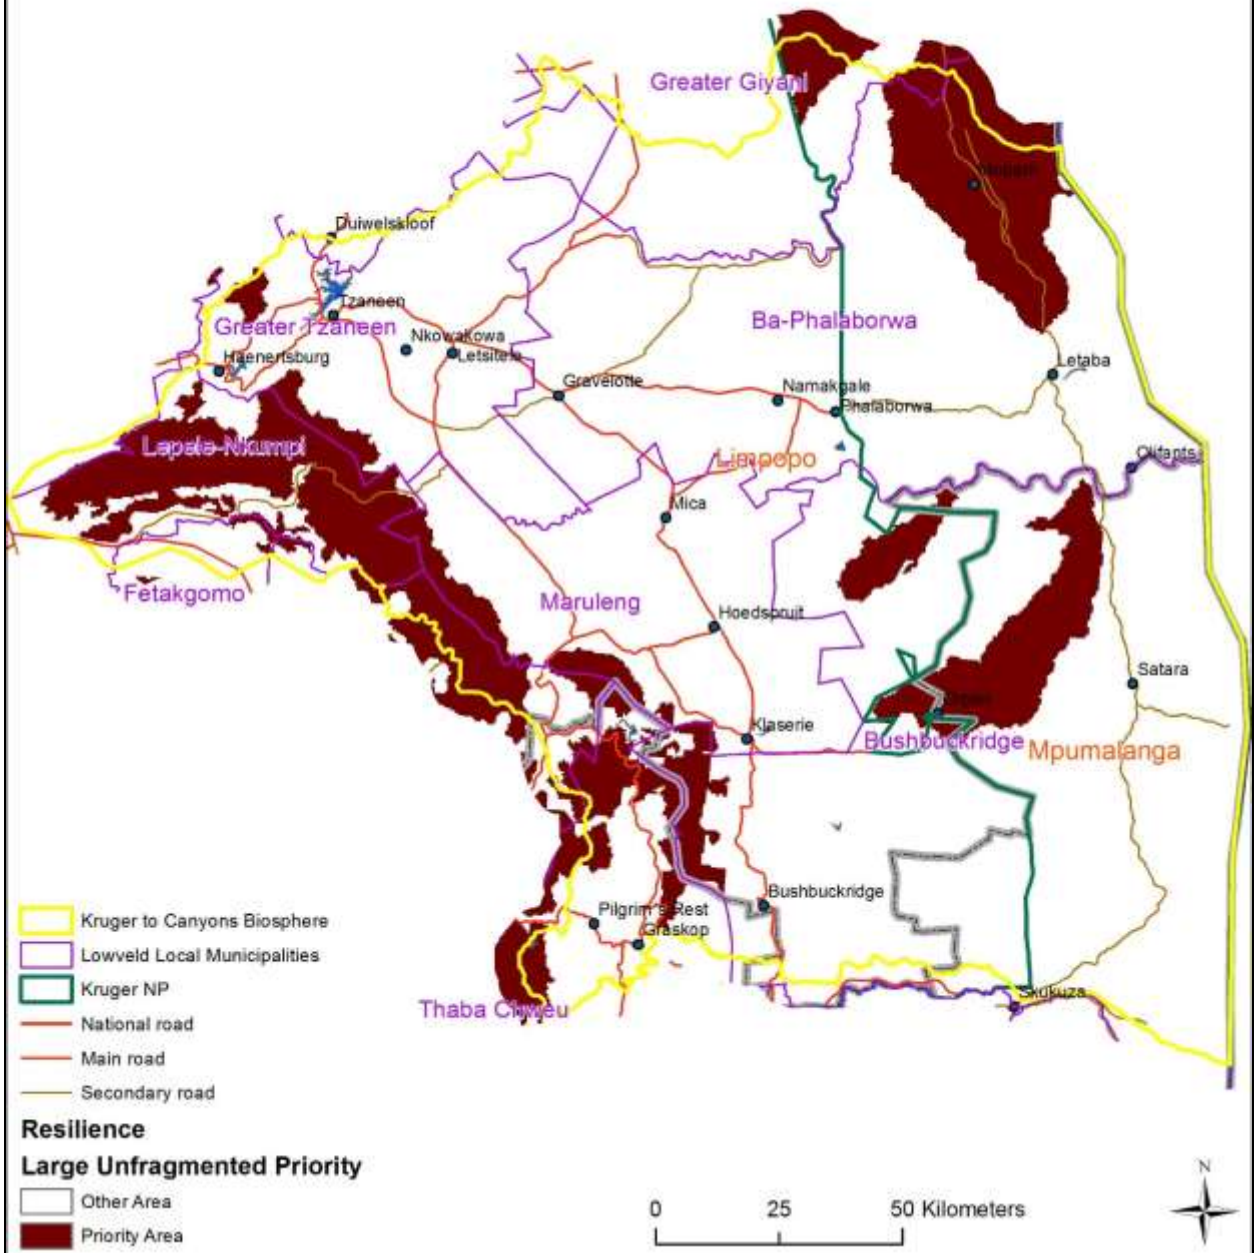 Greater Giyani
Duiwelskloof
Tzaneen
Greater Tzaneen
Nkowakowa
Letsitele
Haenertsburg
Ba-Phalaborwa
Letaba
Gravelotte
Namakgale
Phalaborwa
Lepele-Nkumpi
Limpopo
Olifants
Mica
Fetakgomo
Maruleng
Hoedspruit
Satara
Klaserie
Bushbuckridge
Mpumalanga
Bushbuckridge
Pilgrim's Rest
Graskop
Skukuza
Thaba Chweu
Kruger to Canyons Biosphere
Lowveld Local Municipalities
Kruger NP
National road
Main road
Secondary road
Resilience
Large Unfragmented Priority
Other Area
Priority Area
0 25 50 Kilometers
N